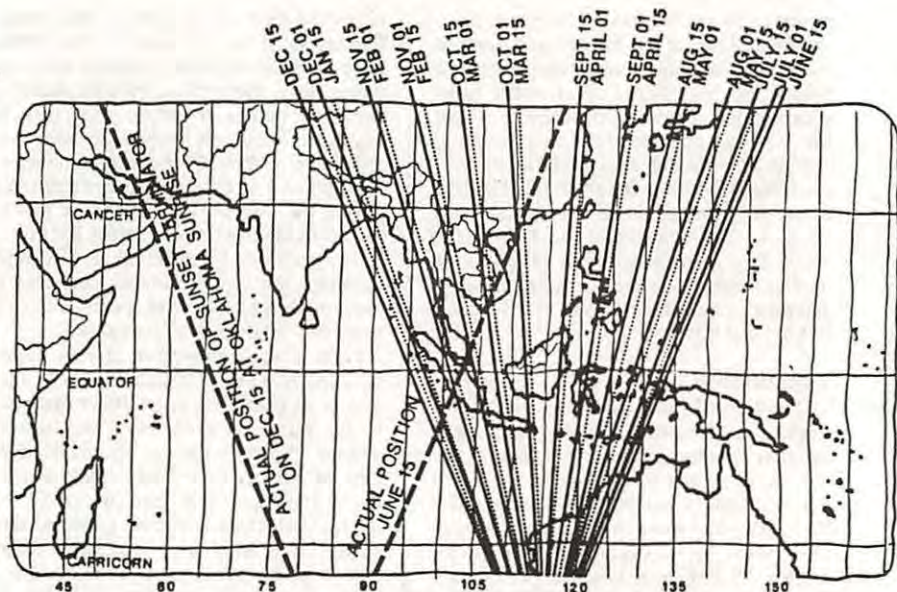 DEC 15
DEC 01
JAN 15
NOV 15
FEB 01
NOV 01
FEB 15
OCT 15
MAR 01
OCT 01
MAR 15
SEPT 15
APRIL 01
SEPT 01
APRIL 15
AUG 15
MAY 01
AUG 01
MAY 15
JULY 15
JULY 01
JUNE 15
ACTUAL POSITION OF SUNSET TERMINATOR
AT OKLAHOMA SUNRISE
ON DEC 15
ACTUAL POSITION
JUNE 15
CANCER
EQUATOR
CAPRICORN
45 60 75 90 105 120 135 150